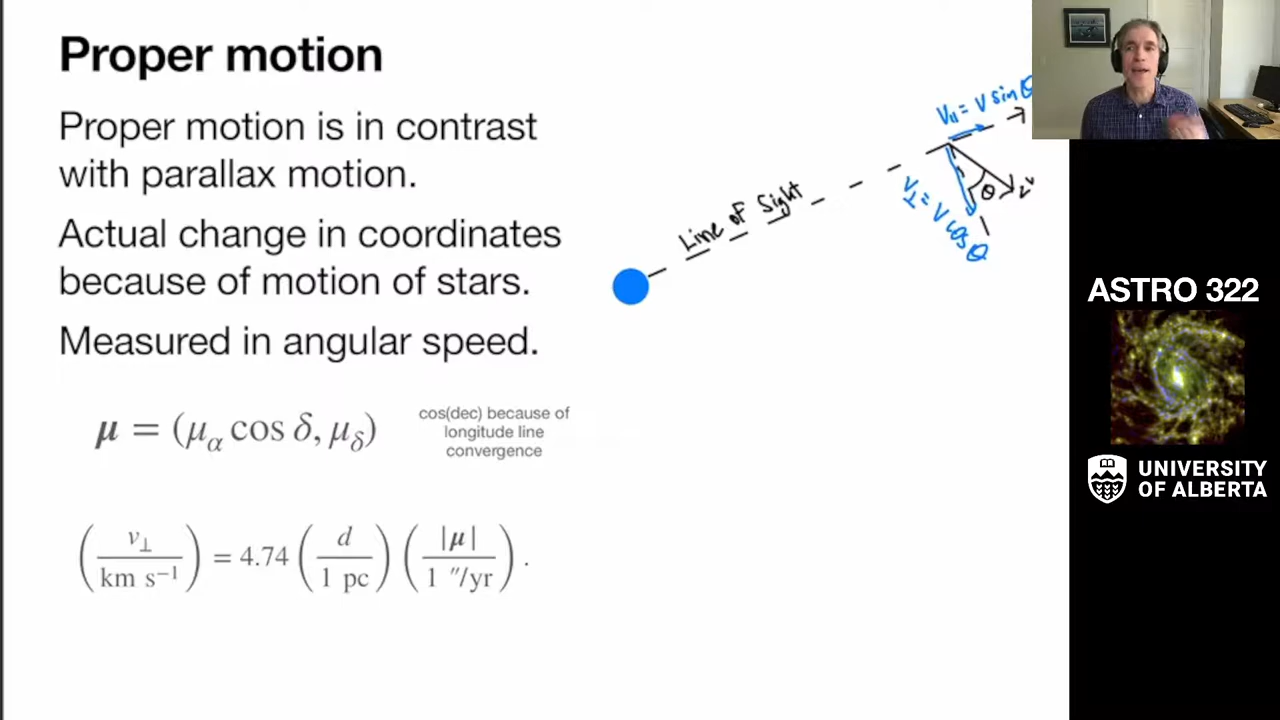 Proper motion
Proper motion is in contrast
with parallax motion.
Actual change in coordinates
because of motion of stars.
Measured in angular speed.
μ = (μ_α cos δ, μ_δ)
cos(dec) because of
longitude line
convergence
(v⊥ / km s⁻¹) = 4.74 (d / 1 pc) (|μ| / 1 ″/yr) .
Line of Sight
V∥ = V sin θ
V⊥ = V cos θ
θ
V
ASTRO 322
UNIVERSITY
OF ALBERTA